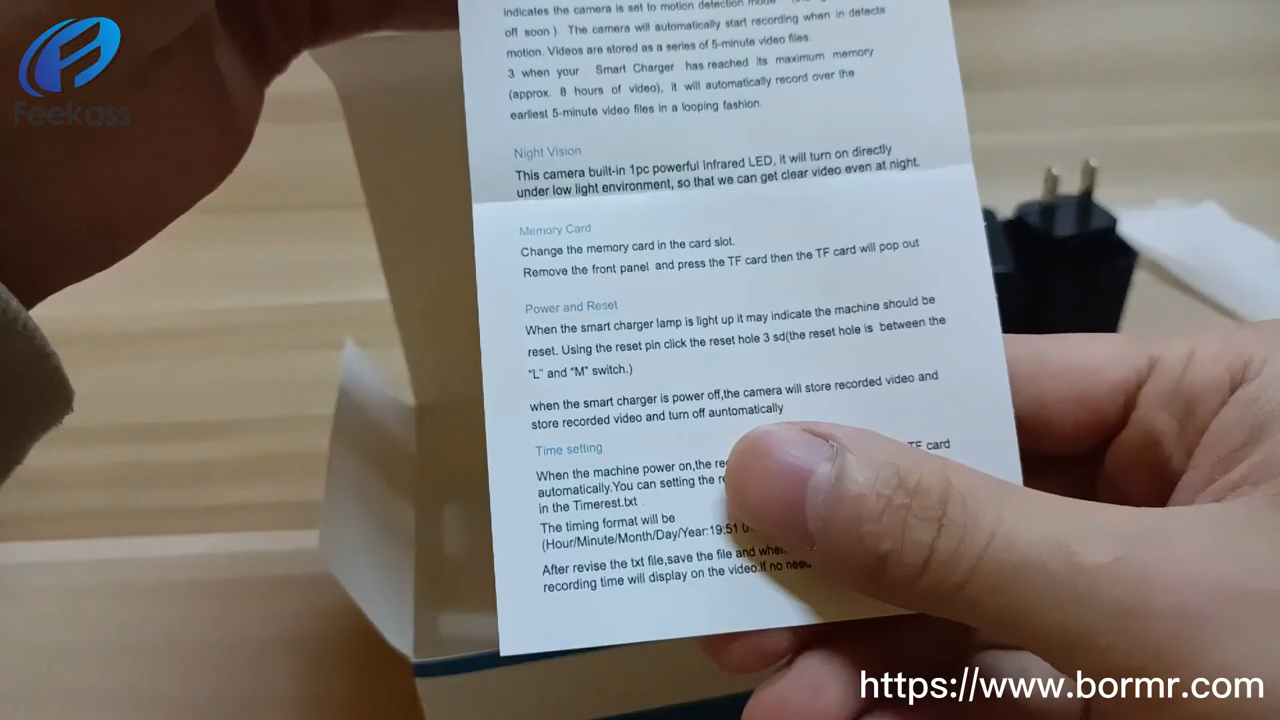 Feekass
indicates the camera is set to motion detection mode
off soon ). The camera will automatically start recording when in detects
motion. Videos are stored as a series of 5-minute video files.
3 when your Smart Charger has reached its maximum memory
(approx. 8 hours of video), it will automatically record over the
earliest 5-minute video files in a looping fashion.
Night Vision
This camera built-in 1pc powerful Infrared LED, it will turn on directly
under low light environment, so that we can get clear video even at night.
Memory Card
Change the memory card in the card slot.
Remove the front panel and press the TF card then the TF card will pop out
Power and Reset
When the smart charger lamp is light up it may indicate the machine should be
reset. Using the reset pin click the reset hole 3 sd(the reset hole is between the
"L" and "M" switch.)
when the smart charger is power off,the camera will store recorded video and
store recorded video and turn off auntomatically
Time setting
When the machine power on,the TF card
automatically.You can setting the
in the Timerest.txt
The timing format will be
(Hour/Minute/Month/Day/Year:19:51
After revise the txt file,save the file and
recording time will display on the video.If no
https://www.bormr.com